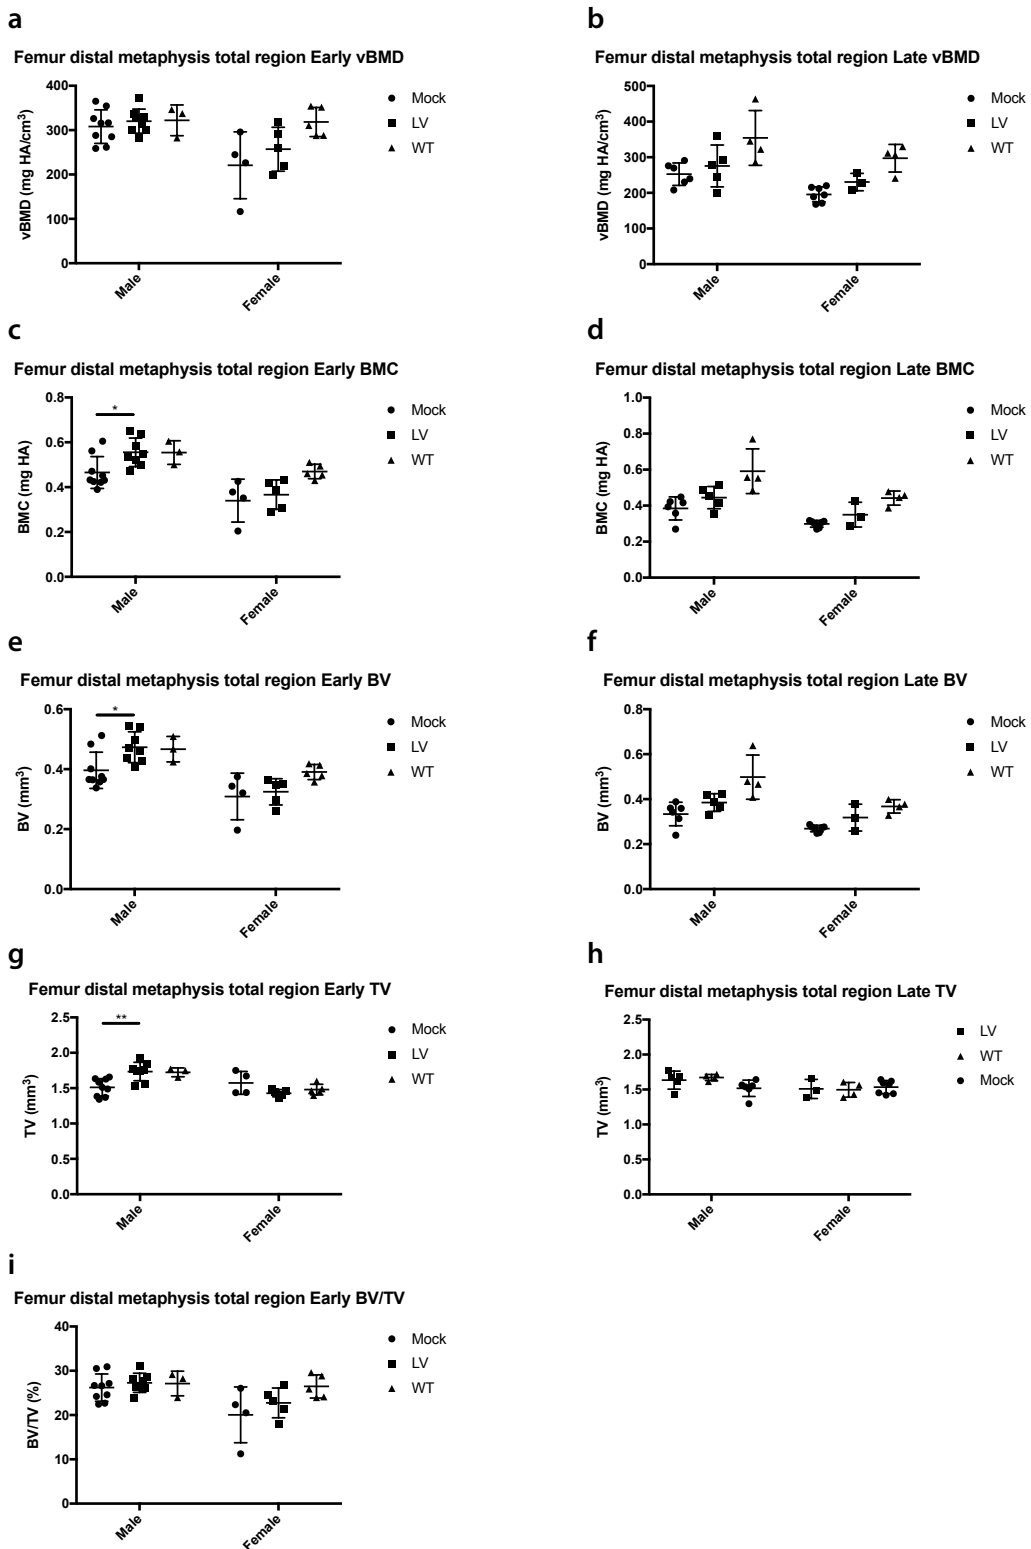 a
Femur distal metaphysis total region Early vBMD
400
300
200
100
0
vBMD (mg HA/cm³)
Male
Female
Mock
LV
WT
b
Femur distal metaphysis total region Late vBMD
500
400
300
200
100
0
vBMD (mg HA/cm³)
Male
Female
Mock
LV
WT
c
Femur distal metaphysis total region Early BMC
0.8
0.6
0.4
0.2
0.0
BMC (mg HA)
*
Male
Female
Mock
LV
WT
d
Femur distal metaphysis total region Late BMC
1.0
0.8
0.6
0.4
0.2
0.0
BMC (mg HA)
Male
Female
Mock
LV
WT
e
Femur distal metaphysis total region Early BV
0.6
0.4
0.2
0.0
BV (mm³)
*
Male
Female
Mock
LV
WT
f
Femur distal metaphysis total region Late BV
0.8
0.6
0.4
0.2
0.0
BV (mm³)
Male
Female
Mock
LV
WT
g
Femur distal metaphysis total region Early TV
2.5
2.0
1.5
1.0
0.5
0.0
TV (mm³)
**
Male
Female
Mock
LV
WT
h
Femur distal metaphysis total region Late TV
2.5
2.0
1.5
1.0
0.5
0.0
TV (mm³)
Male
Female
LV
WT
Mock
i
Femur distal metaphysis total region Early BV/TV
40
30
20
10
0
BV/TV (%)
Male
Female
Mock
LV
WT